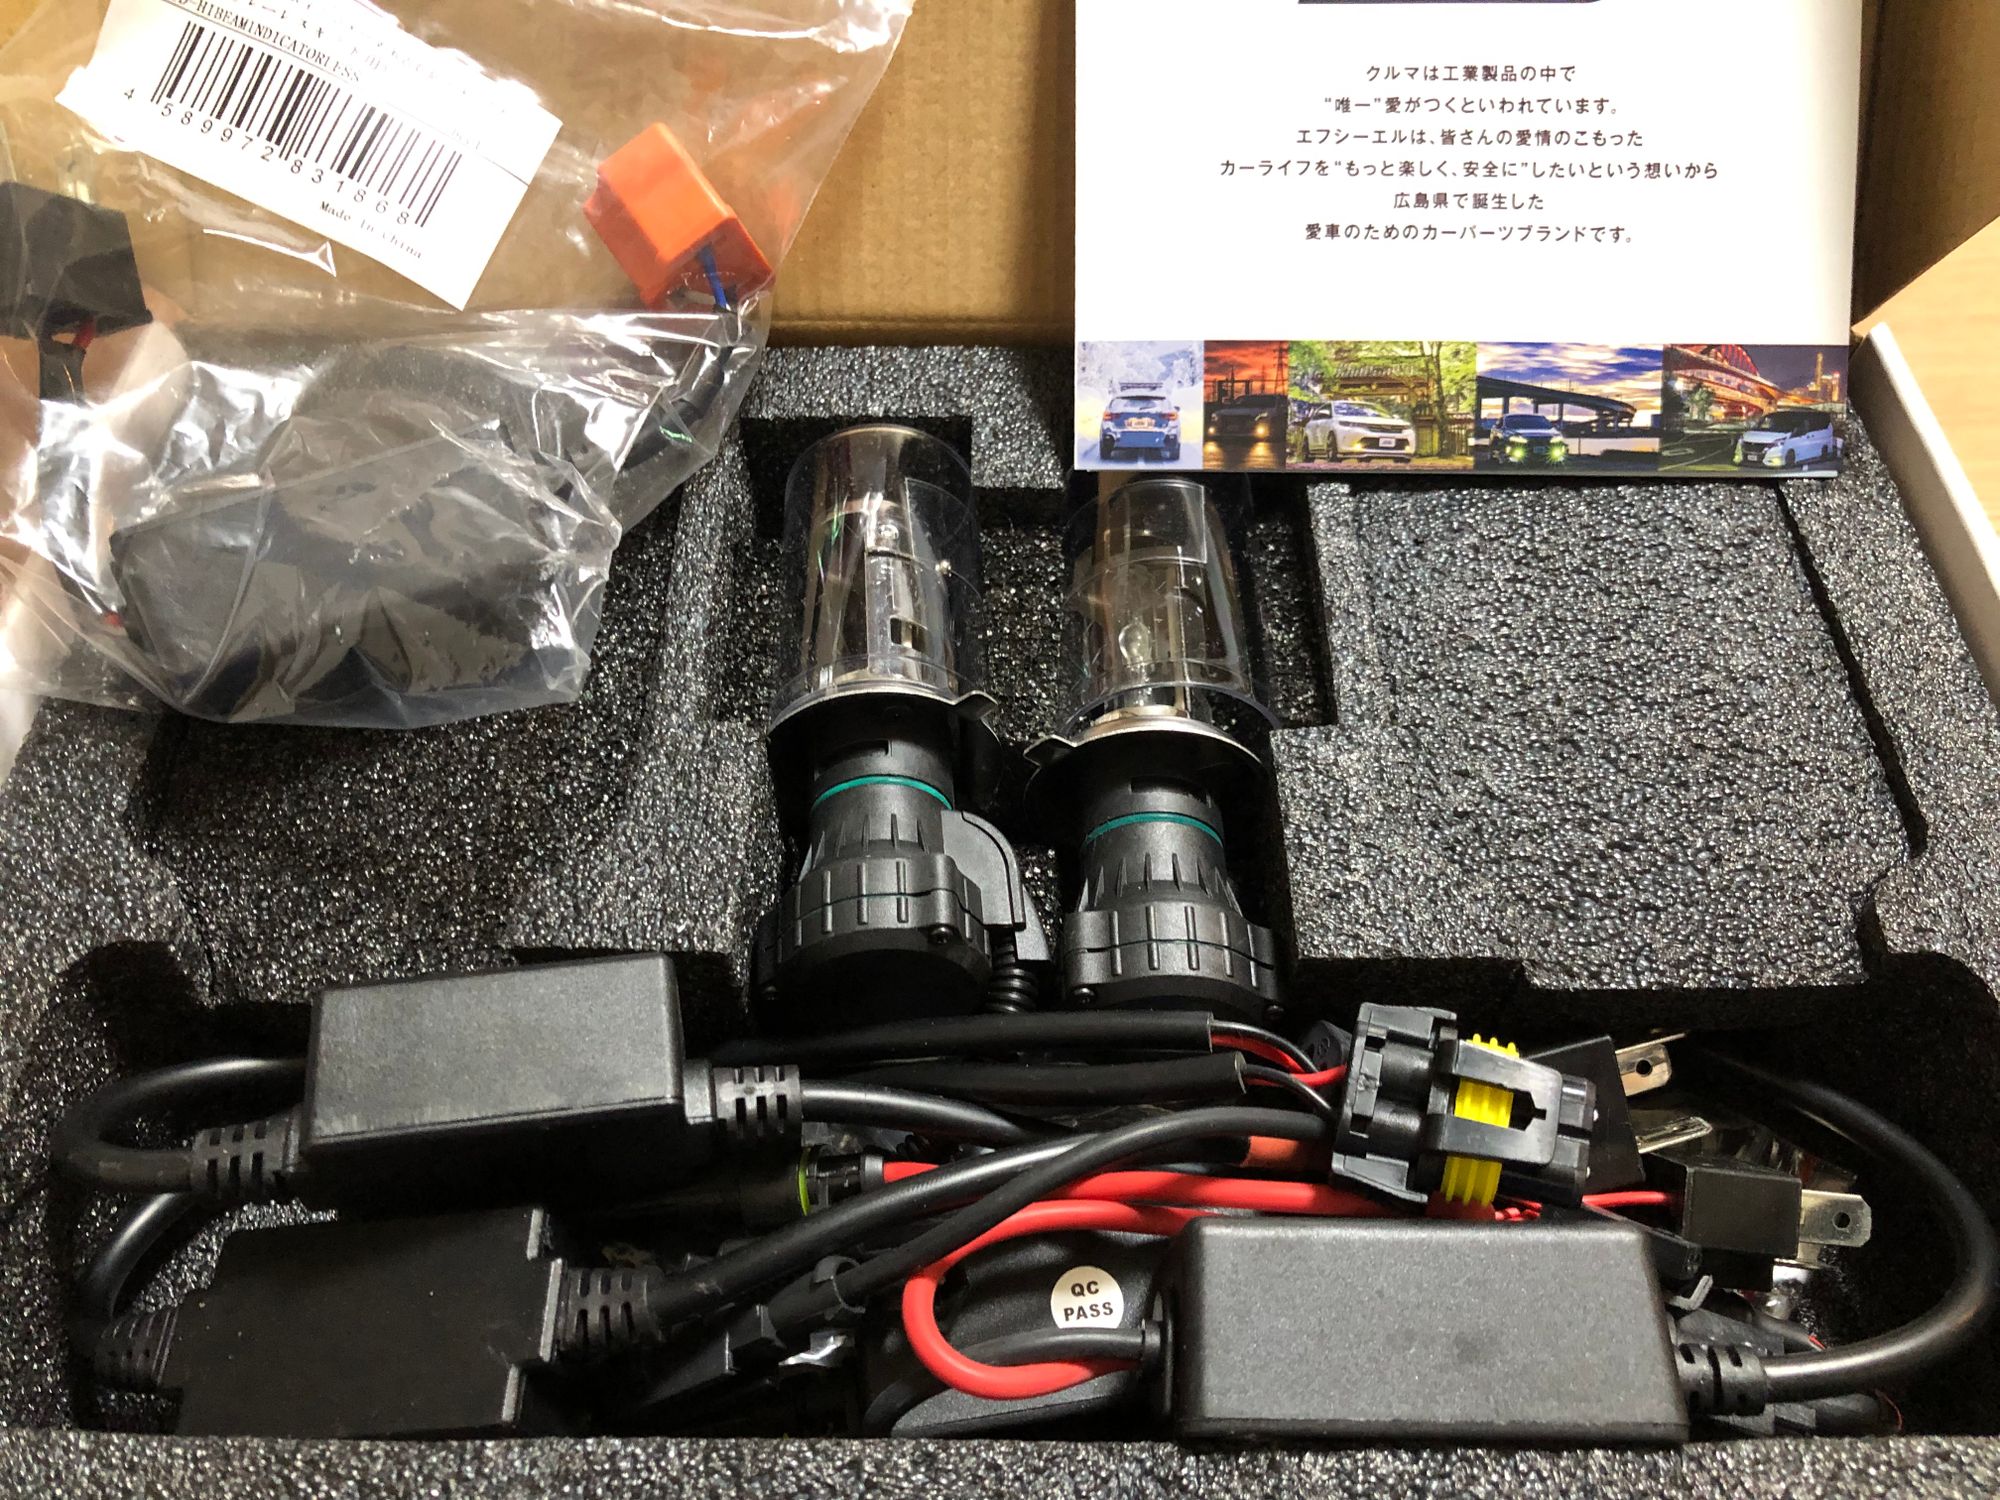 D-HIBEAMINDICATORLESS
4 589972 831868
Made in china
クルマは工業製品の中で
“唯一”愛がつくといわれています。
エフシーエルは、皆さんの愛情のこもった
カーライフを“もっと楽しく、安全に”したいという想いから
広島県で誕生した
愛車のためのカーパーツブランドです。
QC
PASS